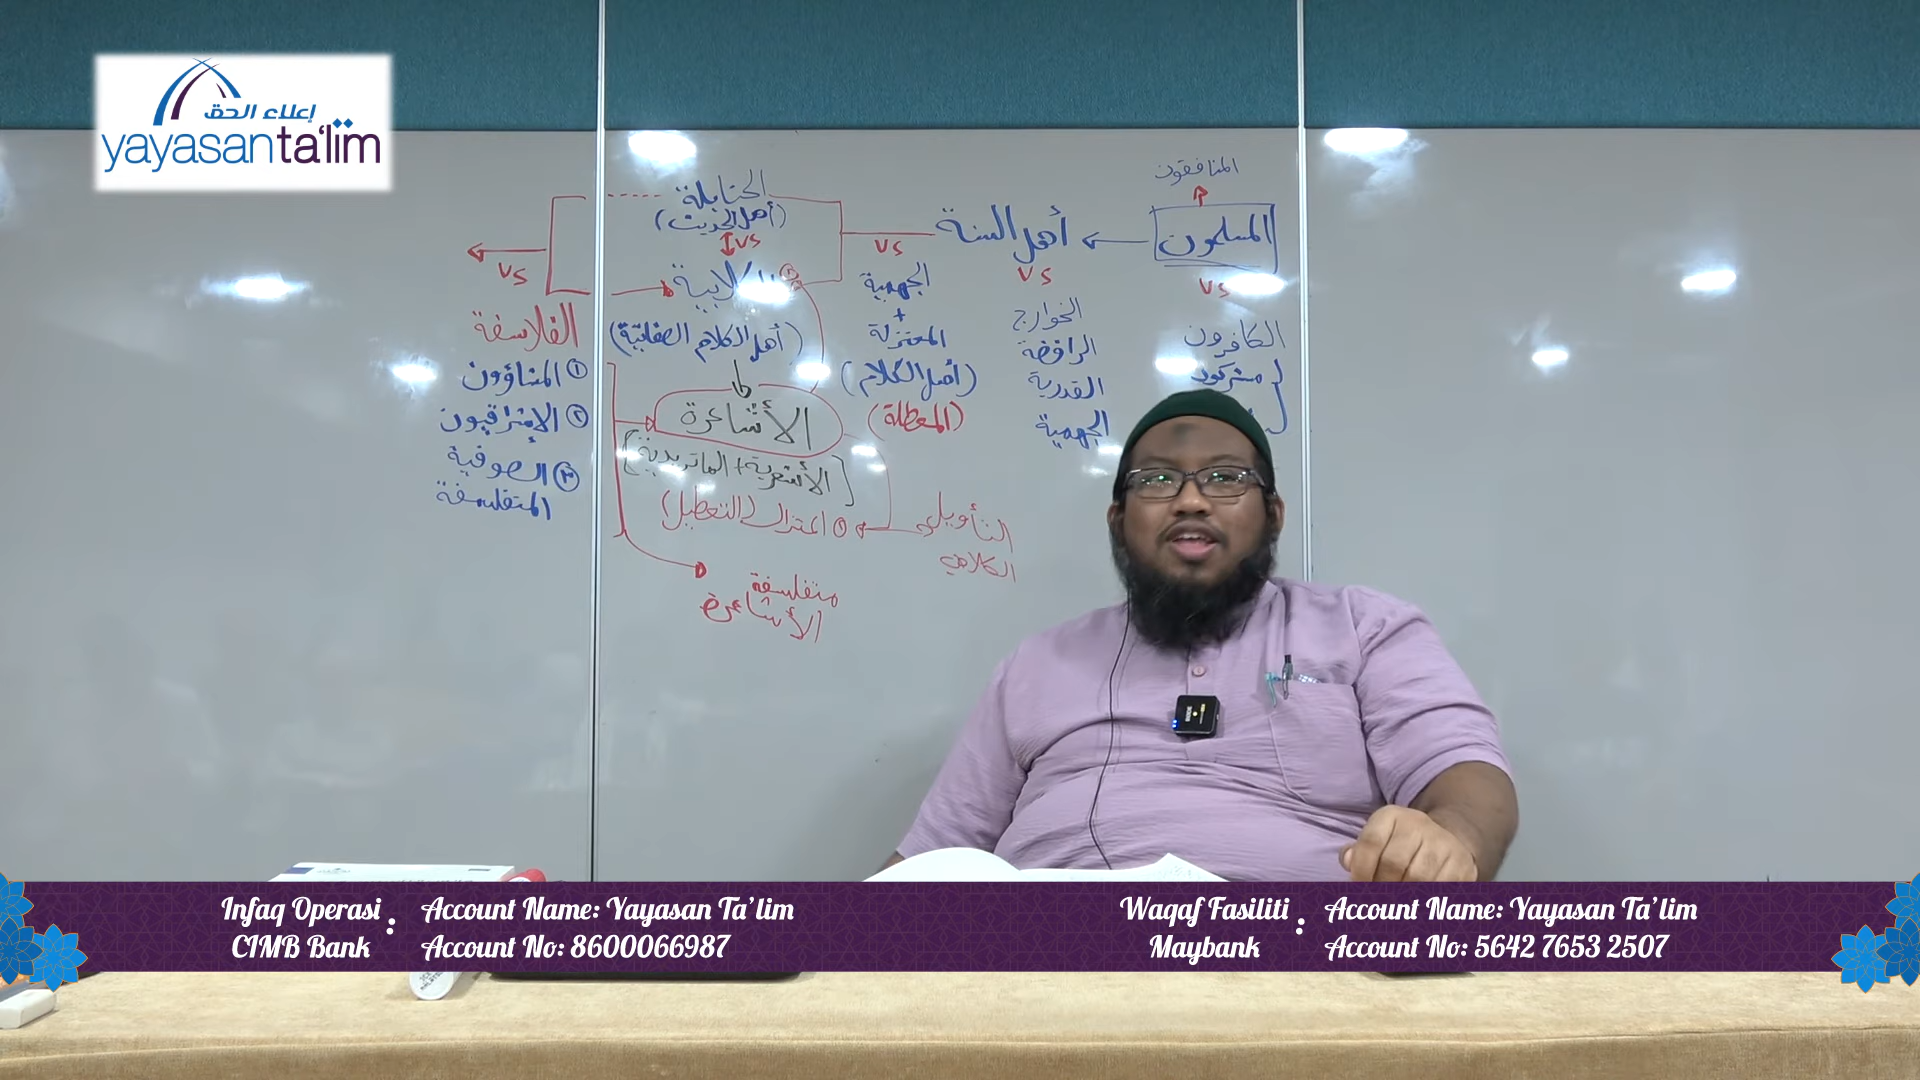 إعلاء الحق
yayasanta'lim
المنافقون
المسلمون
أهل السنة
VS
VS
VS
الكافرون
مشركون
الخوارج
الرافضة
القدرية
الجهمية
الجهمية
+
المعتزلة
(أهل الكلام)
(المعطلة)
الحنابلة
(أهل الحديث)
VS
الكلابية
(أهل الكلام الصفاتية)
الأشاعرة
[الأشعرية + الماتريدية]
① اعتزال (التعطيل)
التأويل
الكلامي
متفلسفة
الأشاعرة
VS
الفلاسفة
① المشاؤون
② الإشراقيون
③ الصوفية
المتفلسفة
RODE
Infaq Operasi : Account Name: Yayasan Ta'lim
CIMB Bank Account No: 8600066987
Waqaf Fasiliti : Account Name: Yayasan Ta'lim
Maybank Account No: 5642 7653 2507